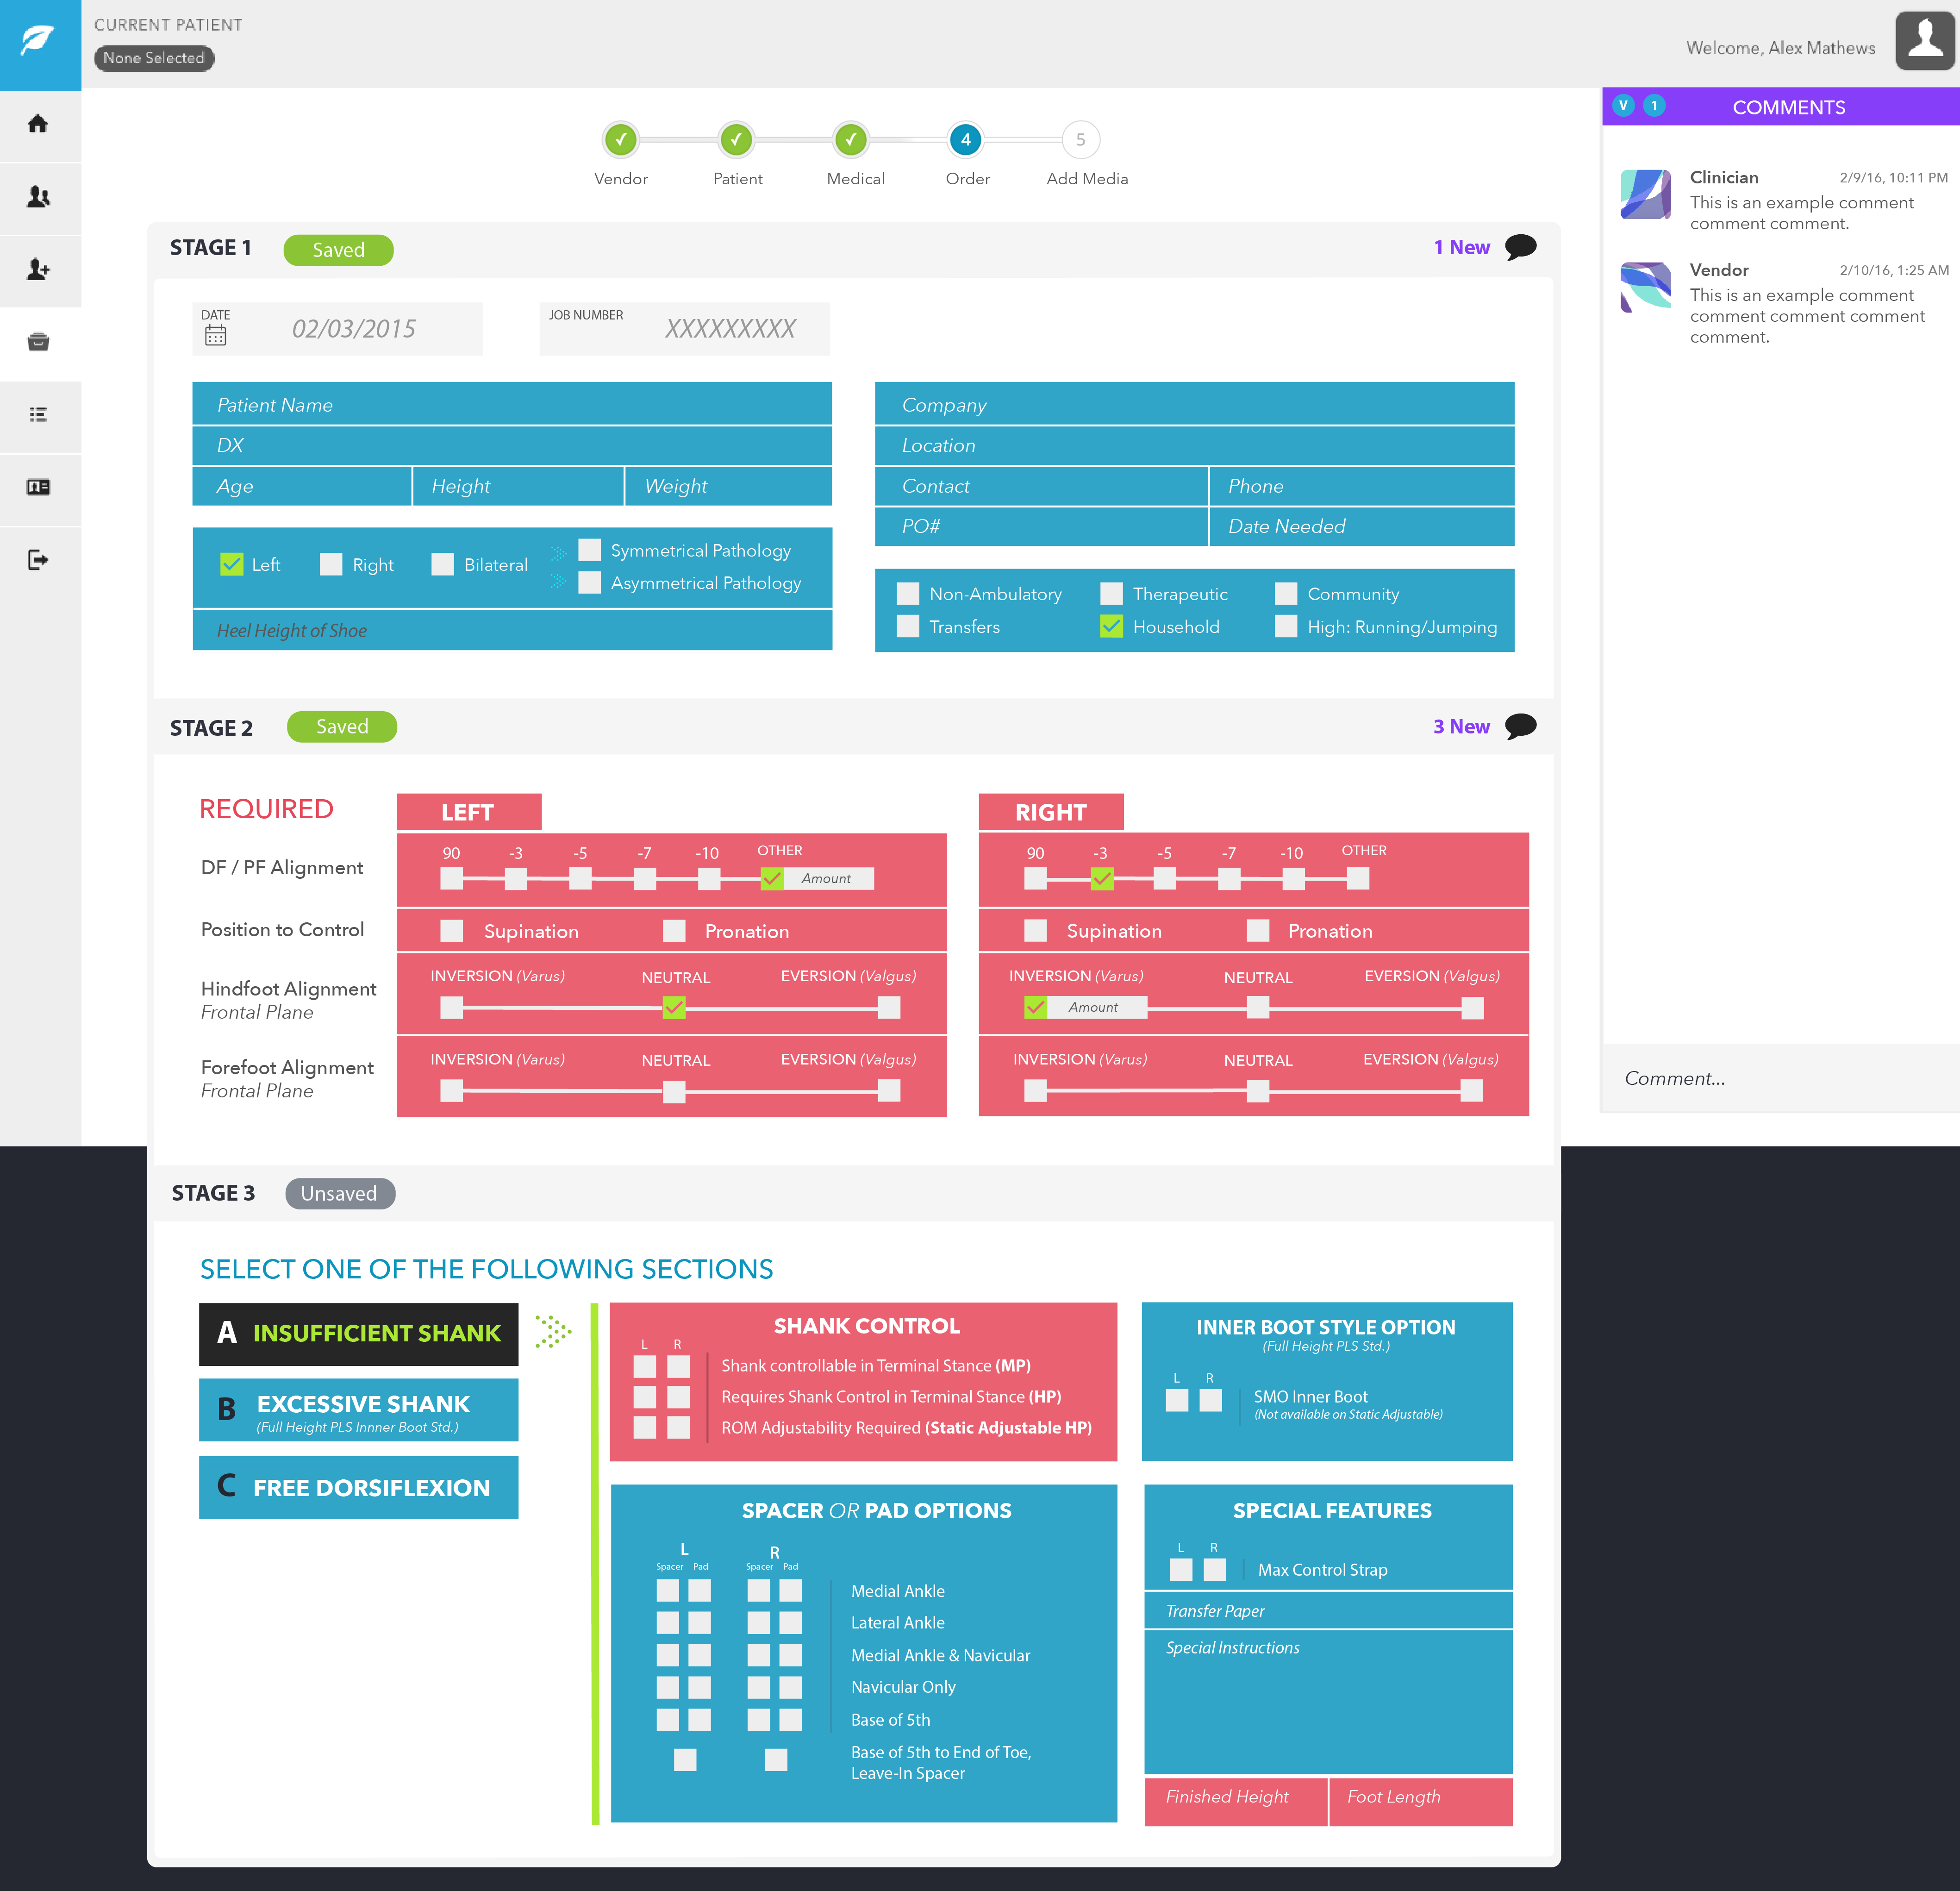 CURRENT PATIENT
None Selected
Welcome, Alex Mathews
V 1 COMMENTS
4 5
Vendor Patient Medical Order Add Media
Clinician 2/9/16, 10:11 PM
This is an example comment
comment comment.
Vendor 2/10/16, 1:25 AM
This is an example comment
comment comment comment
comment.
Comment...
STAGE 1 Saved 1 New
DATE 02/03/2015 JOB NUMBER XXXXXXXXX
Patient Name
DX
Age Height Weight
Company
Location
Contact Phone
PO# Date Needed
Left Right Bilateral
Symmetrical Pathology
Asymmetrical Pathology
Heel Height of Shoe
Non-Ambulatory Therapeutic Community
Transfers Household High: Running/Jumping
STAGE 2 Saved 3 New
REQUIRED LEFT RIGHT
DF / PF Alignment
90 -3 -5 -7 -10 OTHER
Amount
90 -3 -5 -7 -10 OTHER
Position to Control Supination Pronation Supination Pronation
Hindfoot Alignment
Frontal Plane
INVERSION (Varus) NEUTRAL EVERSION (Valgus)
INVERSION (Varus) NEUTRAL EVERSION (Valgus)
Amount
Forefoot Alignment
Frontal Plane
INVERSION (Varus) NEUTRAL EVERSION (Valgus)
INVERSION (Varus) NEUTRAL EVERSION (Valgus)
STAGE 3 Unsaved
SELECT ONE OF THE FOLLOWING SECTIONS
A INSUFFICIENT SHANK
B EXCESSIVE SHANK
(Full Height PLS Innner Boot Std.)
C FREE DORSIFLEXION
SHANK CONTROL
L R
Shank controllable in Terminal Stance (MP)
Requires Shank Control in Terminal Stance (HP)
ROM Adjustability Required (Static Adjustable HP)
INNER BOOT STYLE OPTION
(Full Height PLS Std.)
L R
SMO Inner Boot
(Not available on Static Adjustable)
SPACER OR PAD OPTIONS
L R
Spacer Pad Spacer Pad
Medial Ankle
Lateral Ankle
Medial Ankle & Navicular
Navicular Only
Base of 5th
Base of 5th to End of Toe,
Leave-In Spacer
SPECIAL FEATURES
L R
Max Control Strap
Transfer Paper
Special Instructions
Finished Height Foot Length